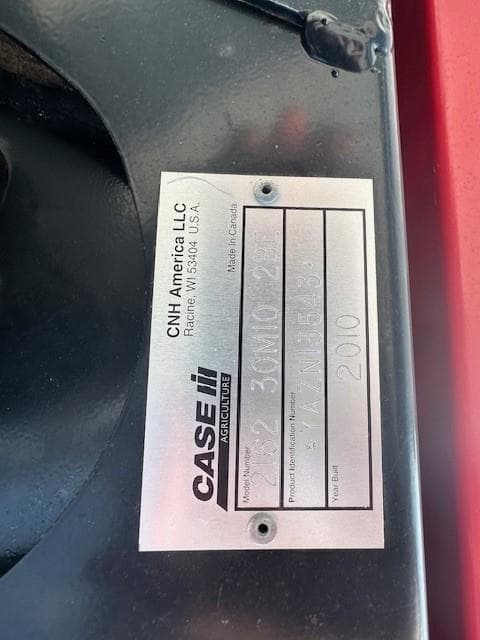 CNH America LLC
Racine, WI 53404 U.S.A.
Made In Canada
CASE IH
AGRICULTURE
Model Number
2162 30M10 2BE
Product Identification Number
*YAZN13543*
Year Built
2010